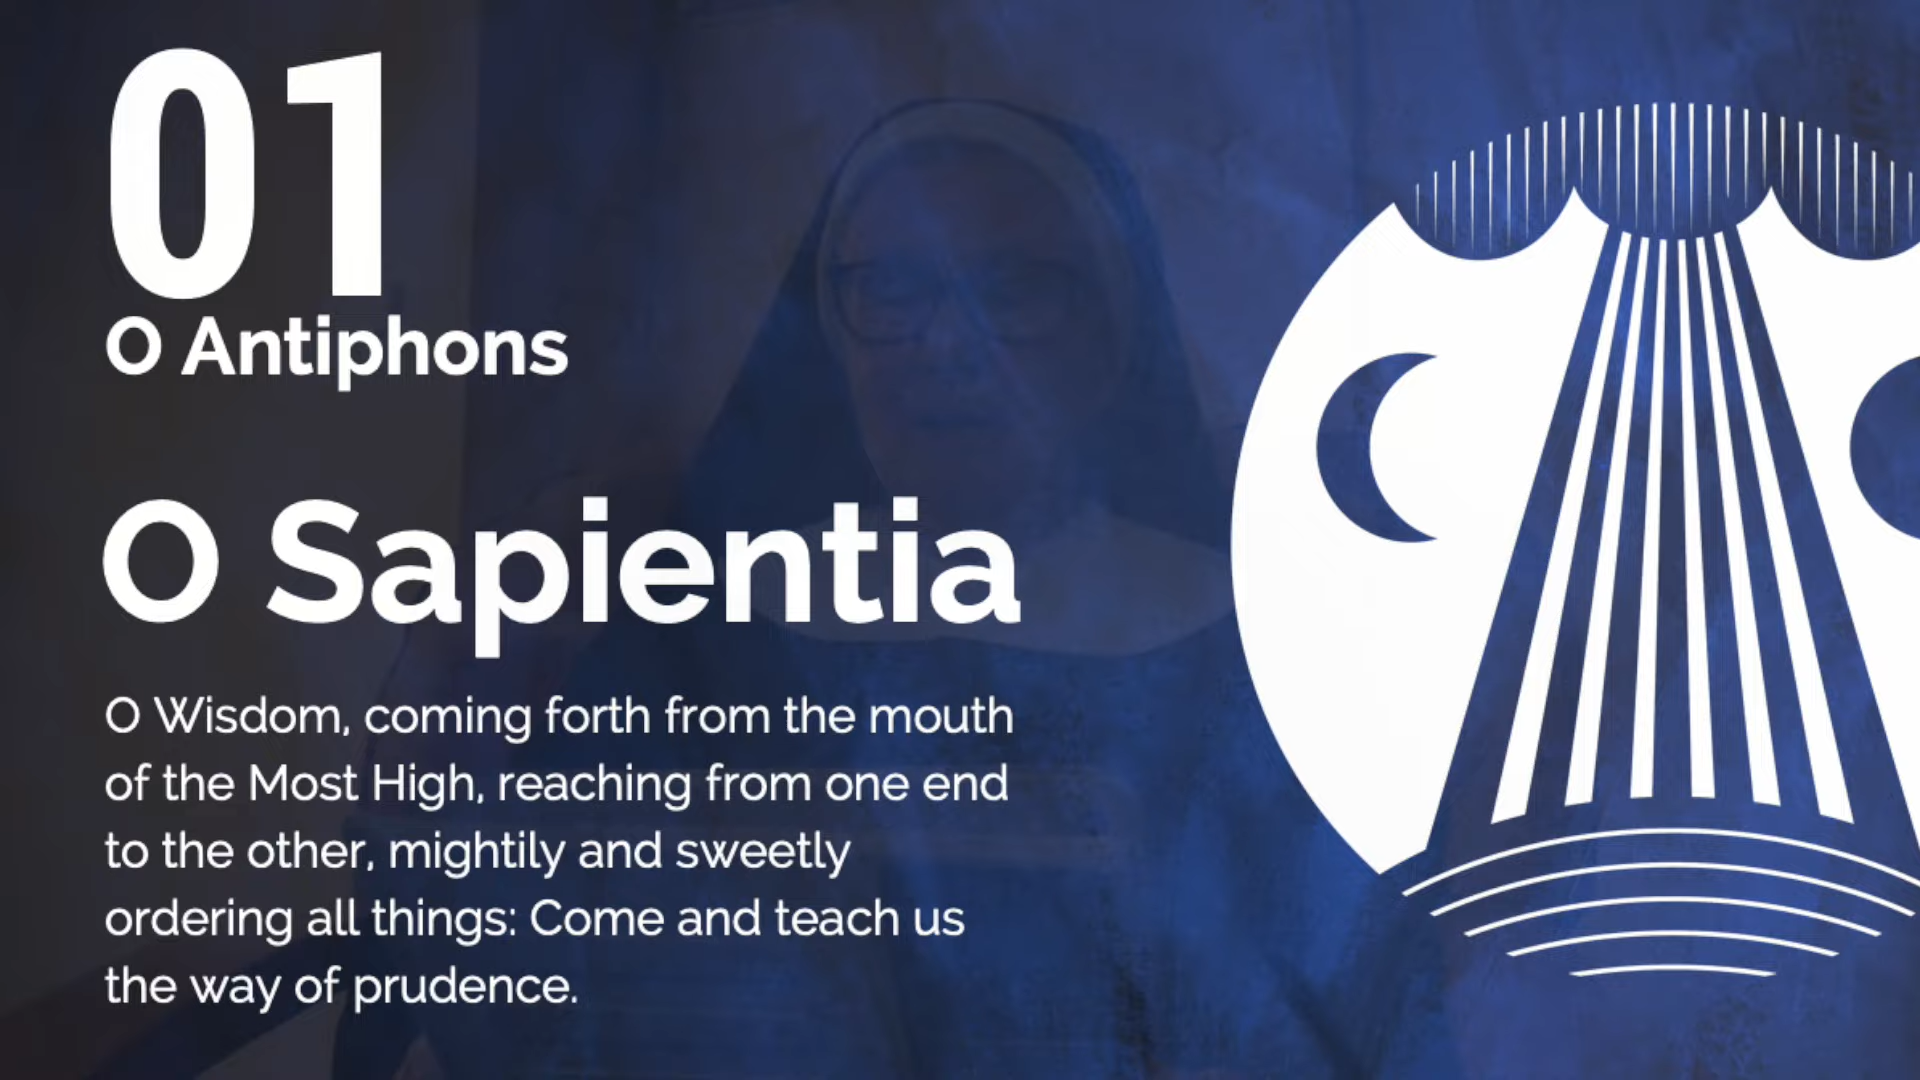 01
O Antiphons
O Sapientia
O Wisdom, coming forth from the mouth
of the Most High, reaching from one end
to the other, mightily and sweetly
ordering all things: Come and teach us
the way of prudence.